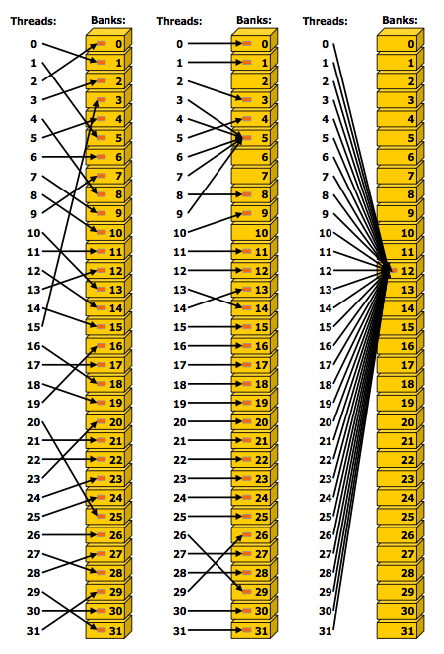 Threads: Banks: Threads: Banks: Threads: Banks:
0 0 0 0 0 0
1 1 1 1 1 1
2 2 2 2 2 2
3 3 3 3 3 3
4 4 4 4 4 4
5 5 5 5 5 5
6 6 6 6 6 6
7 7 7 7 7 7
8 8 8 8 8 8
9 9 9 9 9 9
10 10 10 10 10 10
11 11 11 11 11 11
12 12 12 12 12 12
13 13 13 13 13 13
14 14 14 14 14 14
15 15 15 15 15 15
16 16 16 16 16 16
17 17 17 17 17 17
18 18 18 18 18 18
19 19 19 19 19 19
20 20 20 20 20 20
21 21 21 21 21 21
22 22 22 22 22 22
23 23 23 23 23 23
24 24 24 24 24 24
25 25 25 25 25 25
26 26 26 26 26 26
27 27 27 27 27 27
28 28 28 28 28 28
29 29 29 29 29 29
30 30 30 30 30 30
31 31 31 31 31 31